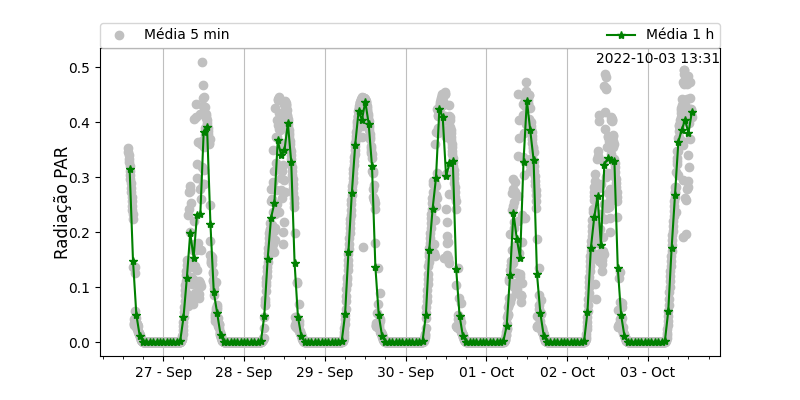 Média 5 min
Média 1 h
2022-10-03 13:31
Radiação PAR
0.5
0.4
0.3
0.2
0.1
0.0
27 - Sep
28 - Sep
29 - Sep
30 - Sep
01 - Oct
02 - Oct
03 - Oct